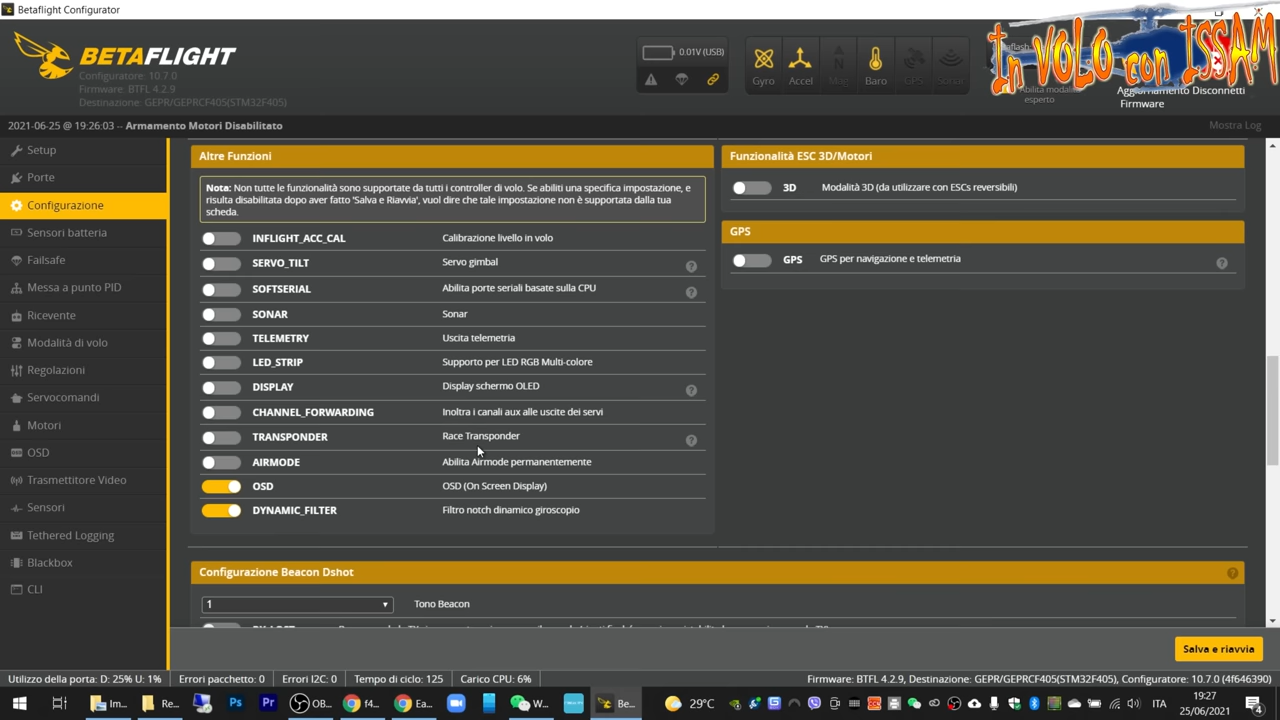 Betaflight Configurator
BETAFLIGHT
Configuratore: 10.7.0
Firmware: BTFL 4.2.9
Destinazione: GEPR/GEPRCF405(STM32F405)
0.01V (USB)
Gyro
Accel
Mag
Baro
GPS
Sonar
In VOLO con ISSAM
Abilita modalità
esperto
Aggiornamento Disconnetti
Firmware
2021-06-25 @ 19:26:03 -- Armamento Motori Disabilitato
Mostra Log
Setup
Porte
Configurazione
Sensori batteria
Failsafe
Messa a punto PID
Ricevente
Modalità di volo
Regolazioni
Servocomandi
Motori
OSD
Trasmettitore Video
Sensori
Tethered Logging
Blackbox
CLI
Altre Funzioni
Nota: Non tutte le funzionalità sono supportate da tutti i controller di volo. Se abiliti una specifica impostazione, e
risulta disabilitata dopo aver fatto 'Salva e Riavvia', vuol dire che tale impostazione non è supportata dalla tua
scheda.
INFLIGHT_ACC_CAL Calibrazione livello in volo
SERVO_TILT Servo gimbal
SOFTSERIAL Abilita porte seriali basate sulla CPU
SONAR Sonar
TELEMETRY Uscita telemetria
LED_STRIP Supporto per LED RGB Multi-colore
DISPLAY Display schermo OLED
CHANNEL_FORWARDING Inoltra i canali aux alle uscite dei servi
TRANSPONDER Race Transponder
AIRMODE Abilita Airmode permanentemente
OSD OSD (On Screen Display)
DYNAMIC_FILTER Filtro notch dinamico giroscopio
Funzionalità ESC 3D/Motori
3D Modalità 3D (da utilizzare con ESCs reversibili)
GPS
GPS GPS per navigazione e telemetria
Configurazione Beacon Dshot
1 Tono Beacon
Salva e riavvia
Utilizzo della porta: D: 25% U: 1% Errori pacchetto: 0 Errori I2C: 0 Tempo di ciclo: 125 Carico CPU: 6% Firmware: BTFL 4.2.9, Destinazione: GEPR/GEPRCF405(STM32F405), Configuratore: 10.7.0 (4f646390)
Im...
Re...
Ps
Pr
OB...
f4...
Ea...
W...
Be...
29°C
ITA
19:27
25/06/2021
4